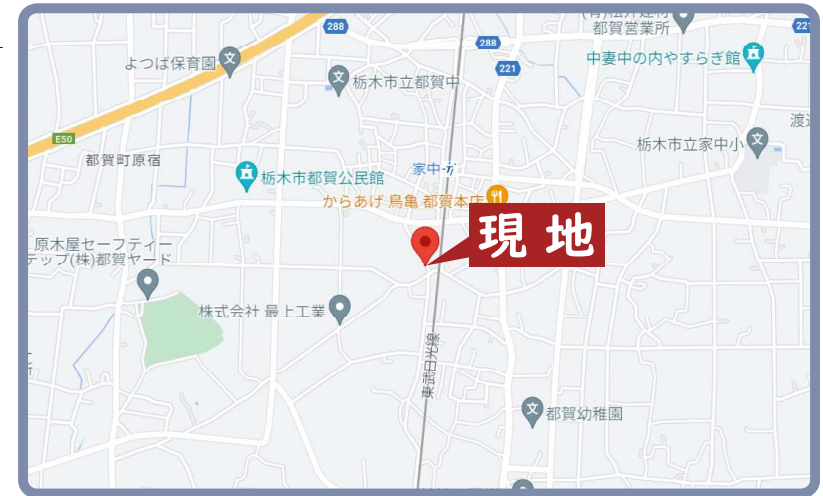 都賀営業所
288
288
221
221
よつば保育園
栃木市立都賀中
中妻中の内やすらぎ館
E50
都賀町原宿
栃木市立家中小
家中
栃木市都賀公民館
からあげ 鳥亀 都賀本店
現地
原木屋セーフティー
テップ(株)都賀ヤード
株式会社 最上工業
東武日光線
都賀幼稚園